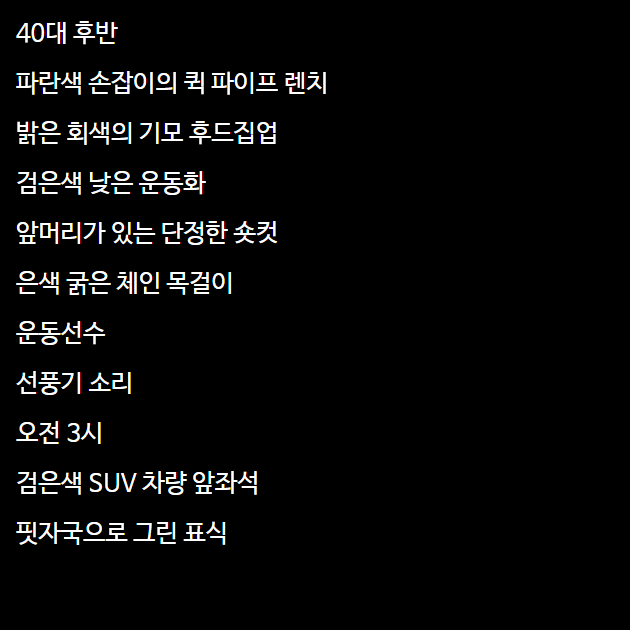 40대 후반
파란색 손잡이의 퀵 파이프 렌치
밝은 회색의 기모 후드집업
검은색 낮은 운동화
앞머리가 있는 단정한 숏컷
은색 굵은 체인 목걸이
운동선수
선풍기 소리
오전 3시
검은색 SUV 차량 앞좌석
핏자국으로 그린 표식